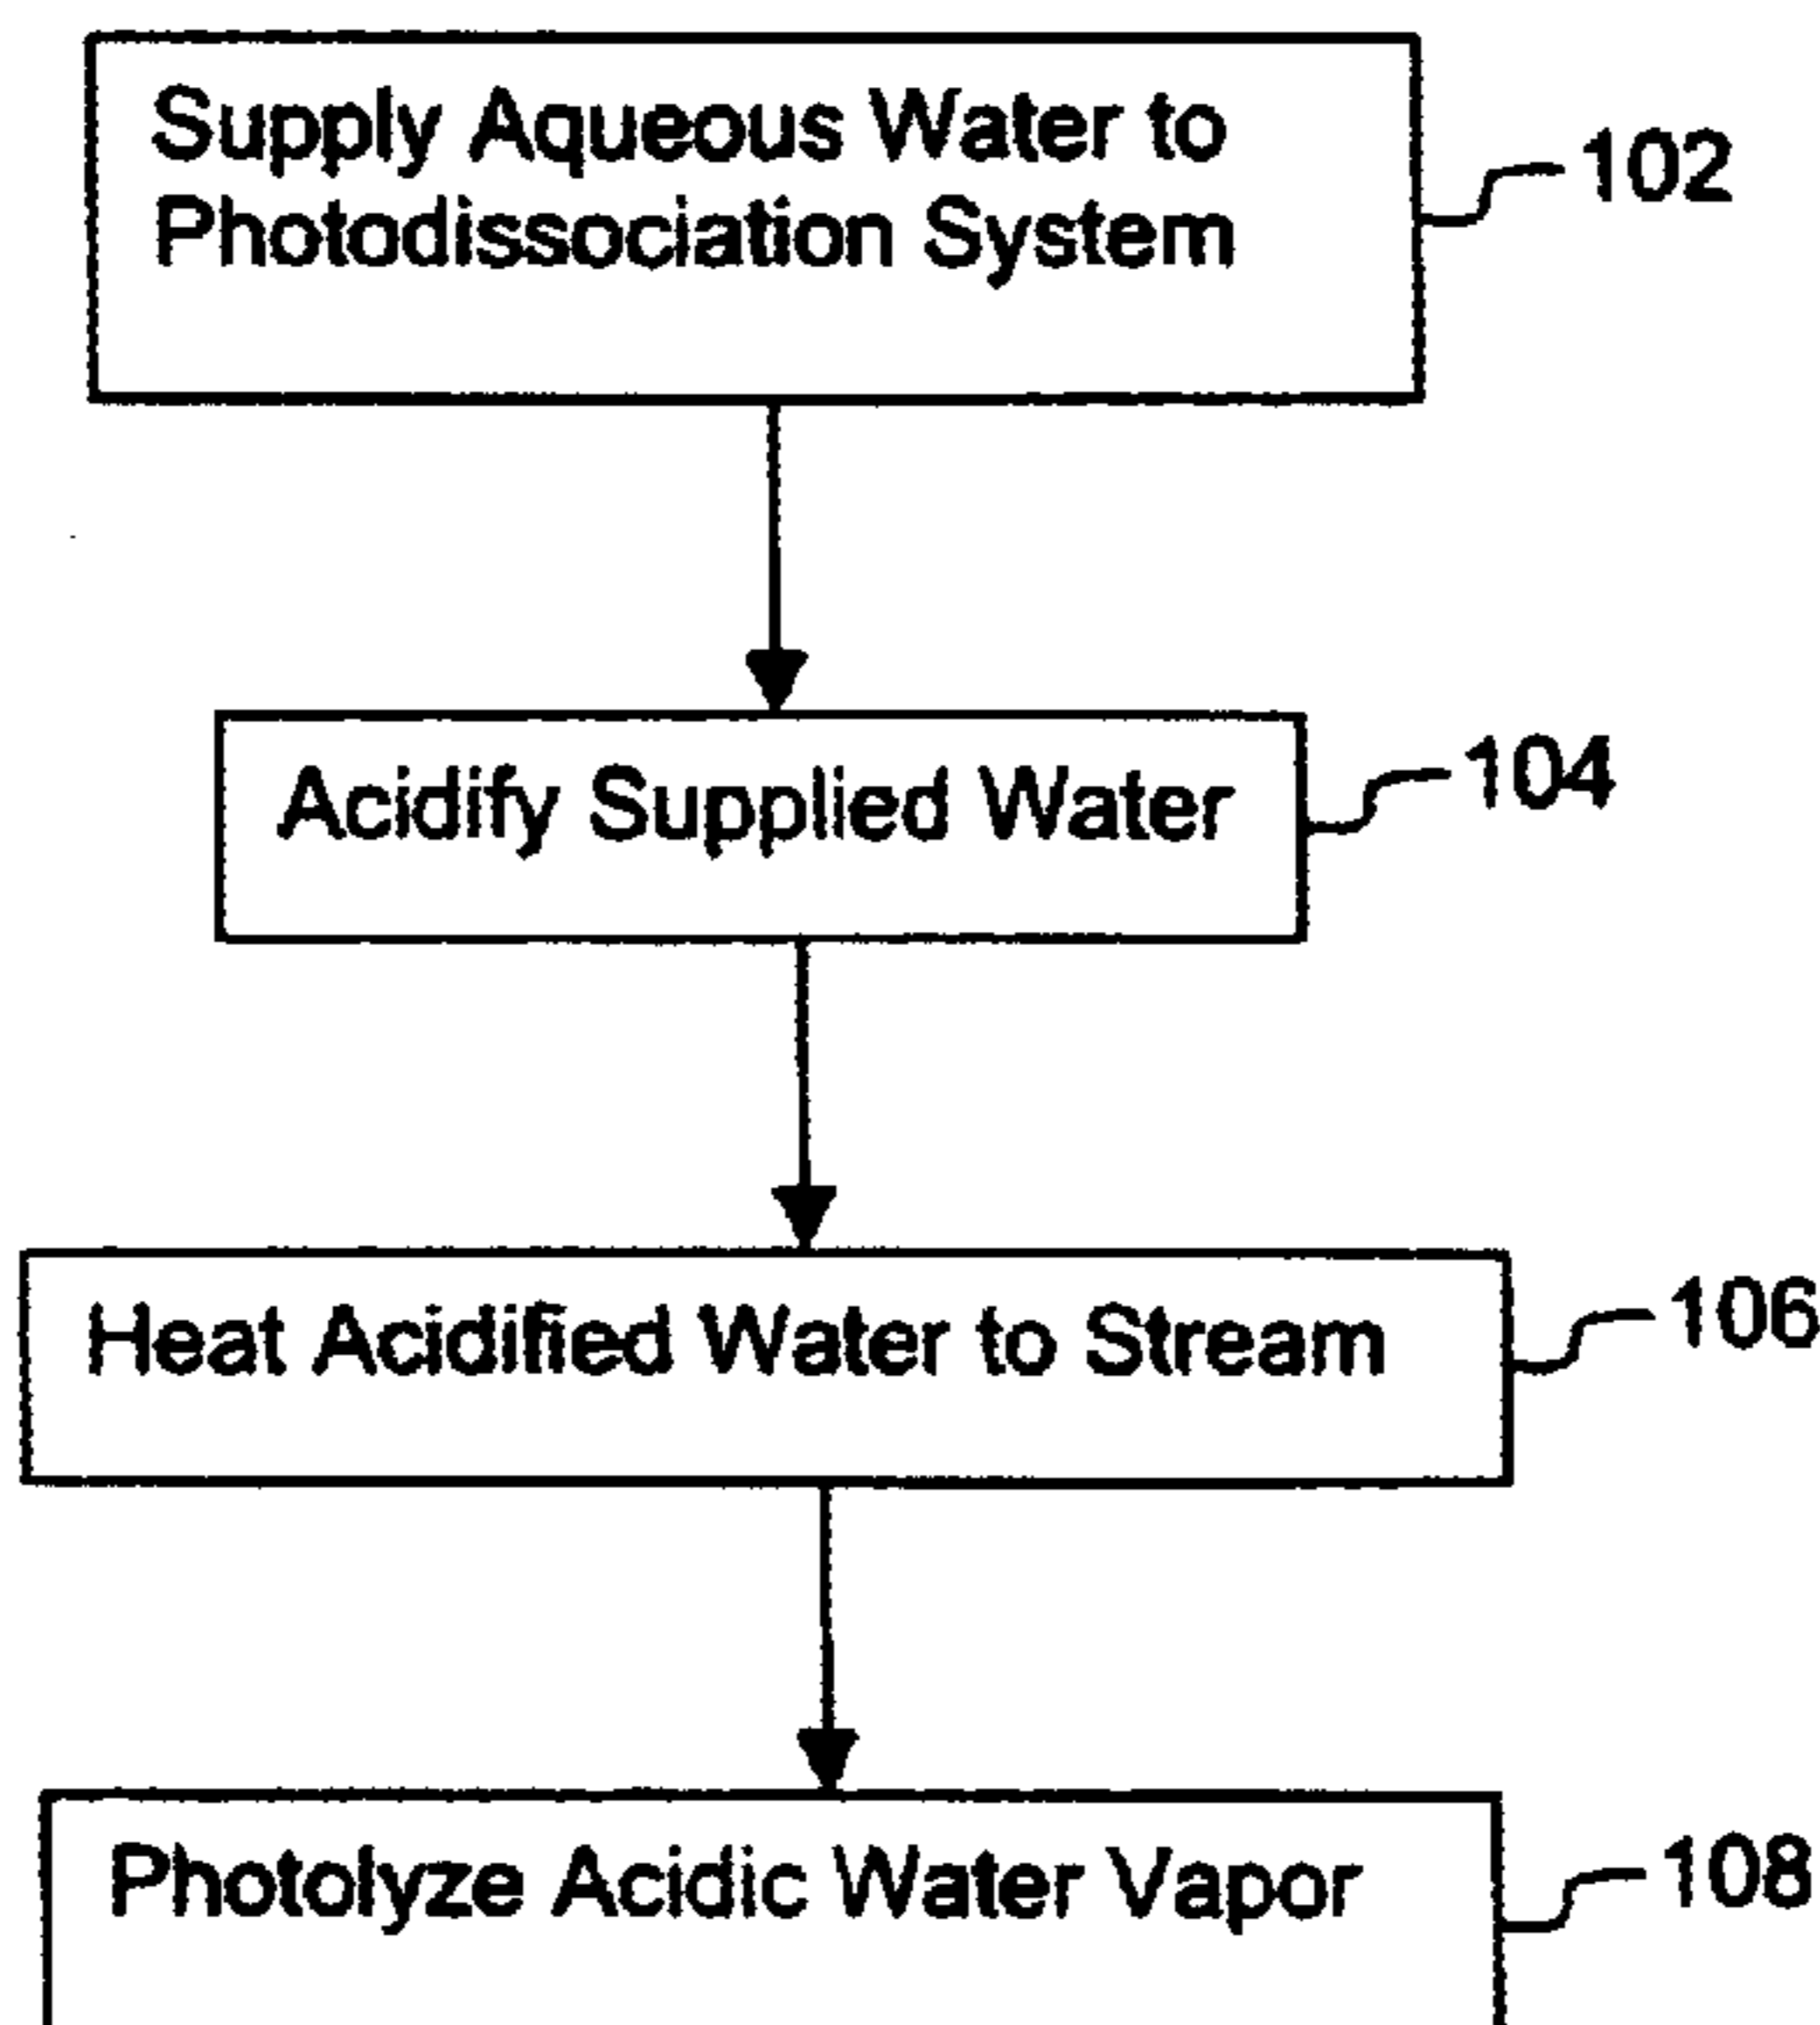 Supply Aqueous Water to
Photodissociation System
102
Acidify Supplied Water
104
Heat Acidified Water to Stream
106
Photolyze Acidic Water Vapor
108